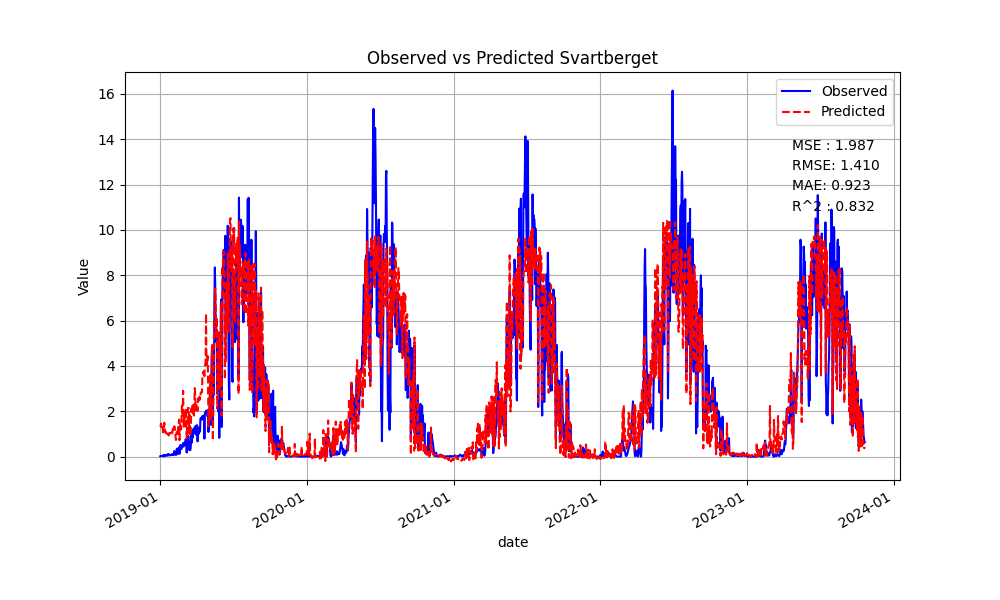 Observed vs Predicted Svartberget
Observed
Predicted
MSE : 1.987
RMSE: 1.410
MAE: 0.923
R^2 : 0.832
Value
16
14
12
10
8
6
4
2
0
2019-01
2020-01
2021-01
2022-01
2023-01
2024-01
date